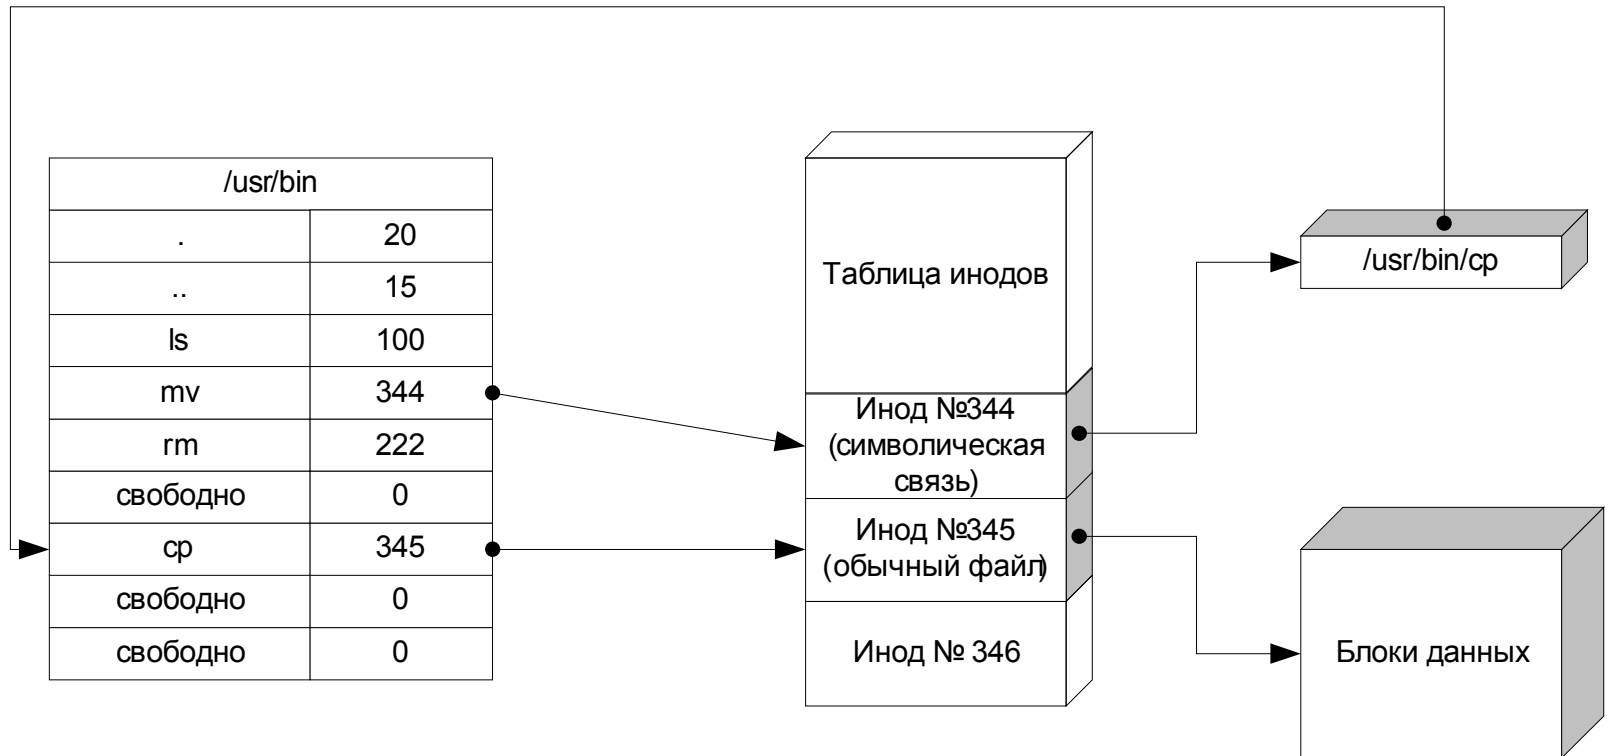 /usr/bin
. 20
.. 15
ls 100
mv 344
rm 222
свободно 0
cp 345
свободно 0
свободно 0
Таблица инодов
Инод №344
(символическая
связь)
Инод №345
(обычный файл)
Инод № 346
/usr/bin/cp
Блоки данных